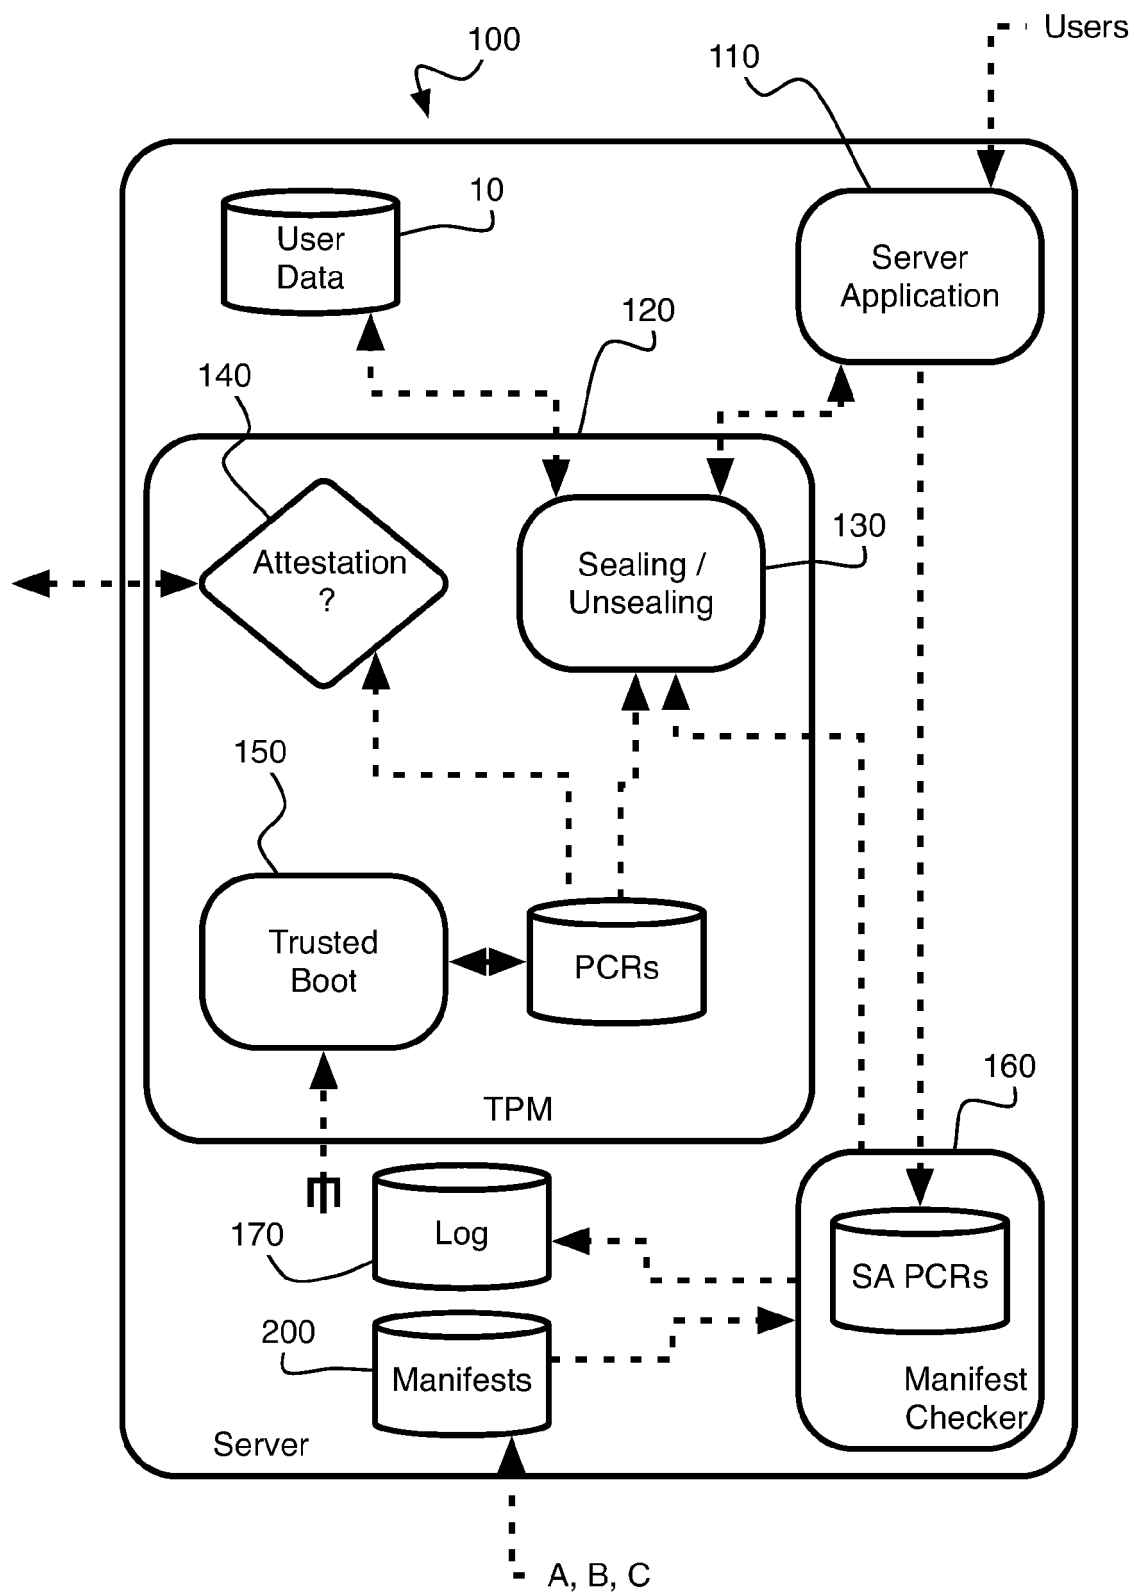 Users
100
110
10
User
Data
Server
Application
120
140
Attestation
?
130
Sealing /
Unsealing
150
Trusted
Boot
PCRs
TPM
160
Log
170
SA PCRs
200
Manifests
Manifest
Checker
Server
A, B, C